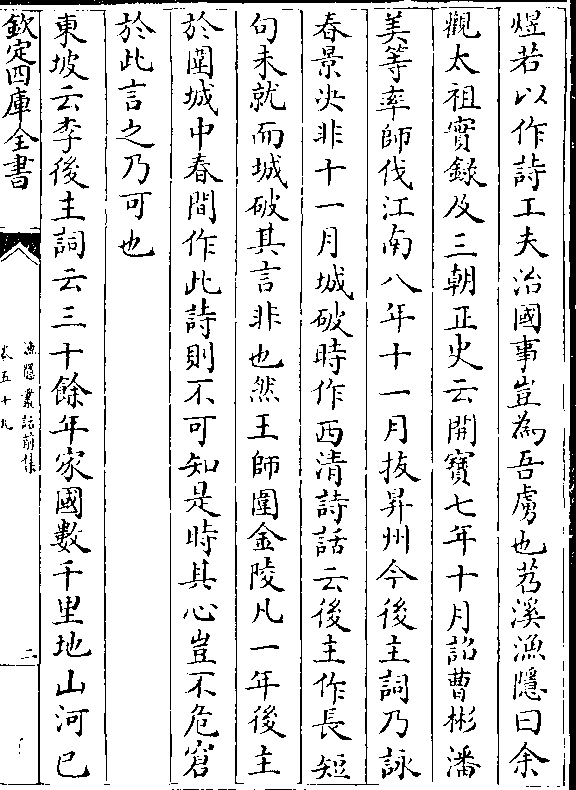 煜若以作詩工夫治國事豈為吾虜也苕溪漁隱曰余
觀太祖實錄及三朝正史云開寶七年十月詔曹彬潘
美等率師伐江南八年十一月拔昇州今後主詞乃詠
春景决非十一月城破時作西清詩話云後主作長短
句未就而城破其言非也然王師圍金陵凡一年後主
於圍城中春間作此詩則不可知是時其心豈不危窘
於此言之乃可也
東坡云李後主詞云三十餘年家國數千里地山河已
欽定四庫全書
漁隱叢話前集
卷五十九
二